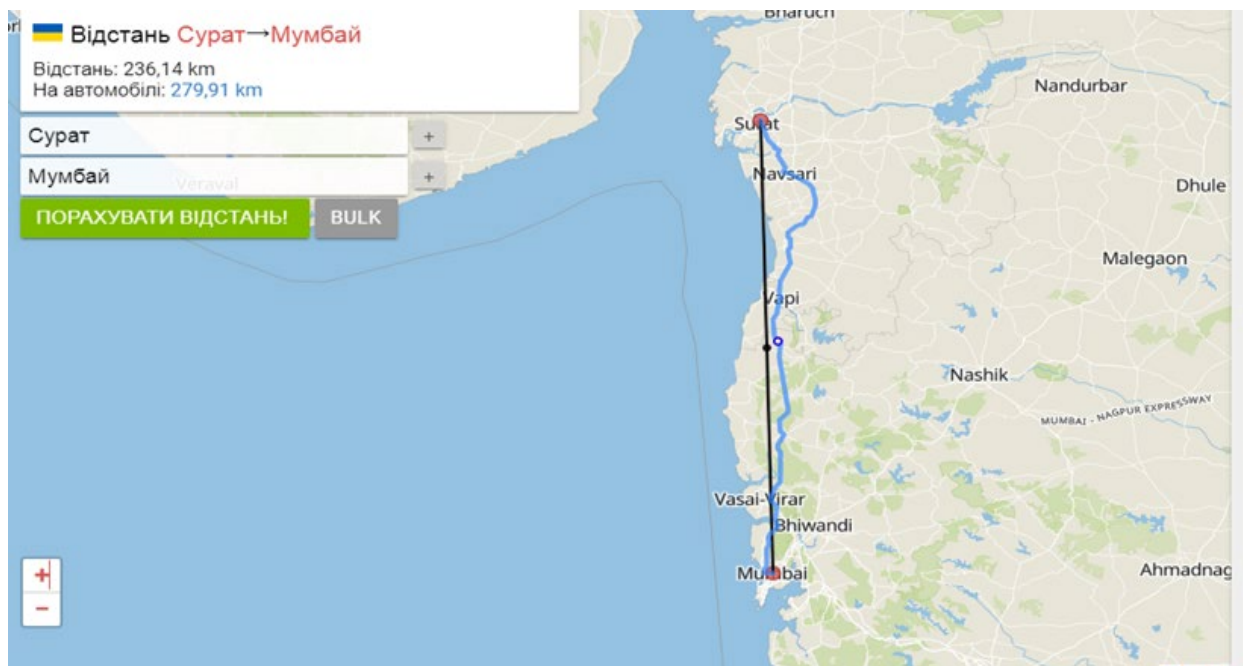 Bharuch
Відстань Сурат→Мумбай
Відстань: 236,14 km
На автомобілі: 279,91 km
Nandurbar
Surat
Сурат
+
Navsari
Мумбай
+
Veraval
Dhule
ПОРАХУВАТИ ВІДСТАНЬ!
BULK
Malegaon
Vapi
Nashik
MUMBAI - NAGPUR EXPRESSWAY
Vasai-Virar
Bhiwandi
Mumbai
Ahmadnag
+
−